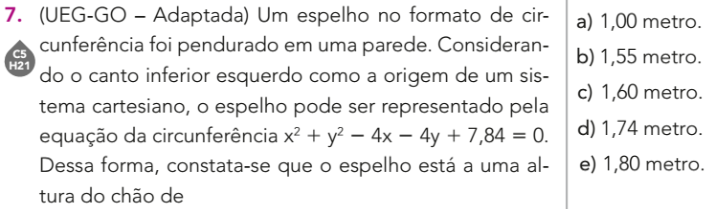 7. (UEG-GO – Adaptada) Um espelho no formato de cir-
C5
H21
cunferência foi pendurado em uma parede. Consideran-
do o canto inferior esquerdo como a origem de um sis-
tema cartesiano, o espelho pode ser representado pela
equação da circunferência x² + y² − 4x − 4y + 7,84 = 0.
Dessa forma, constata-se que o espelho está a uma al-
tura do chão de
a) 1,00 metro.
b) 1,55 metro.
c) 1,60 metro.
d) 1,74 metro.
e) 1,80 metro.